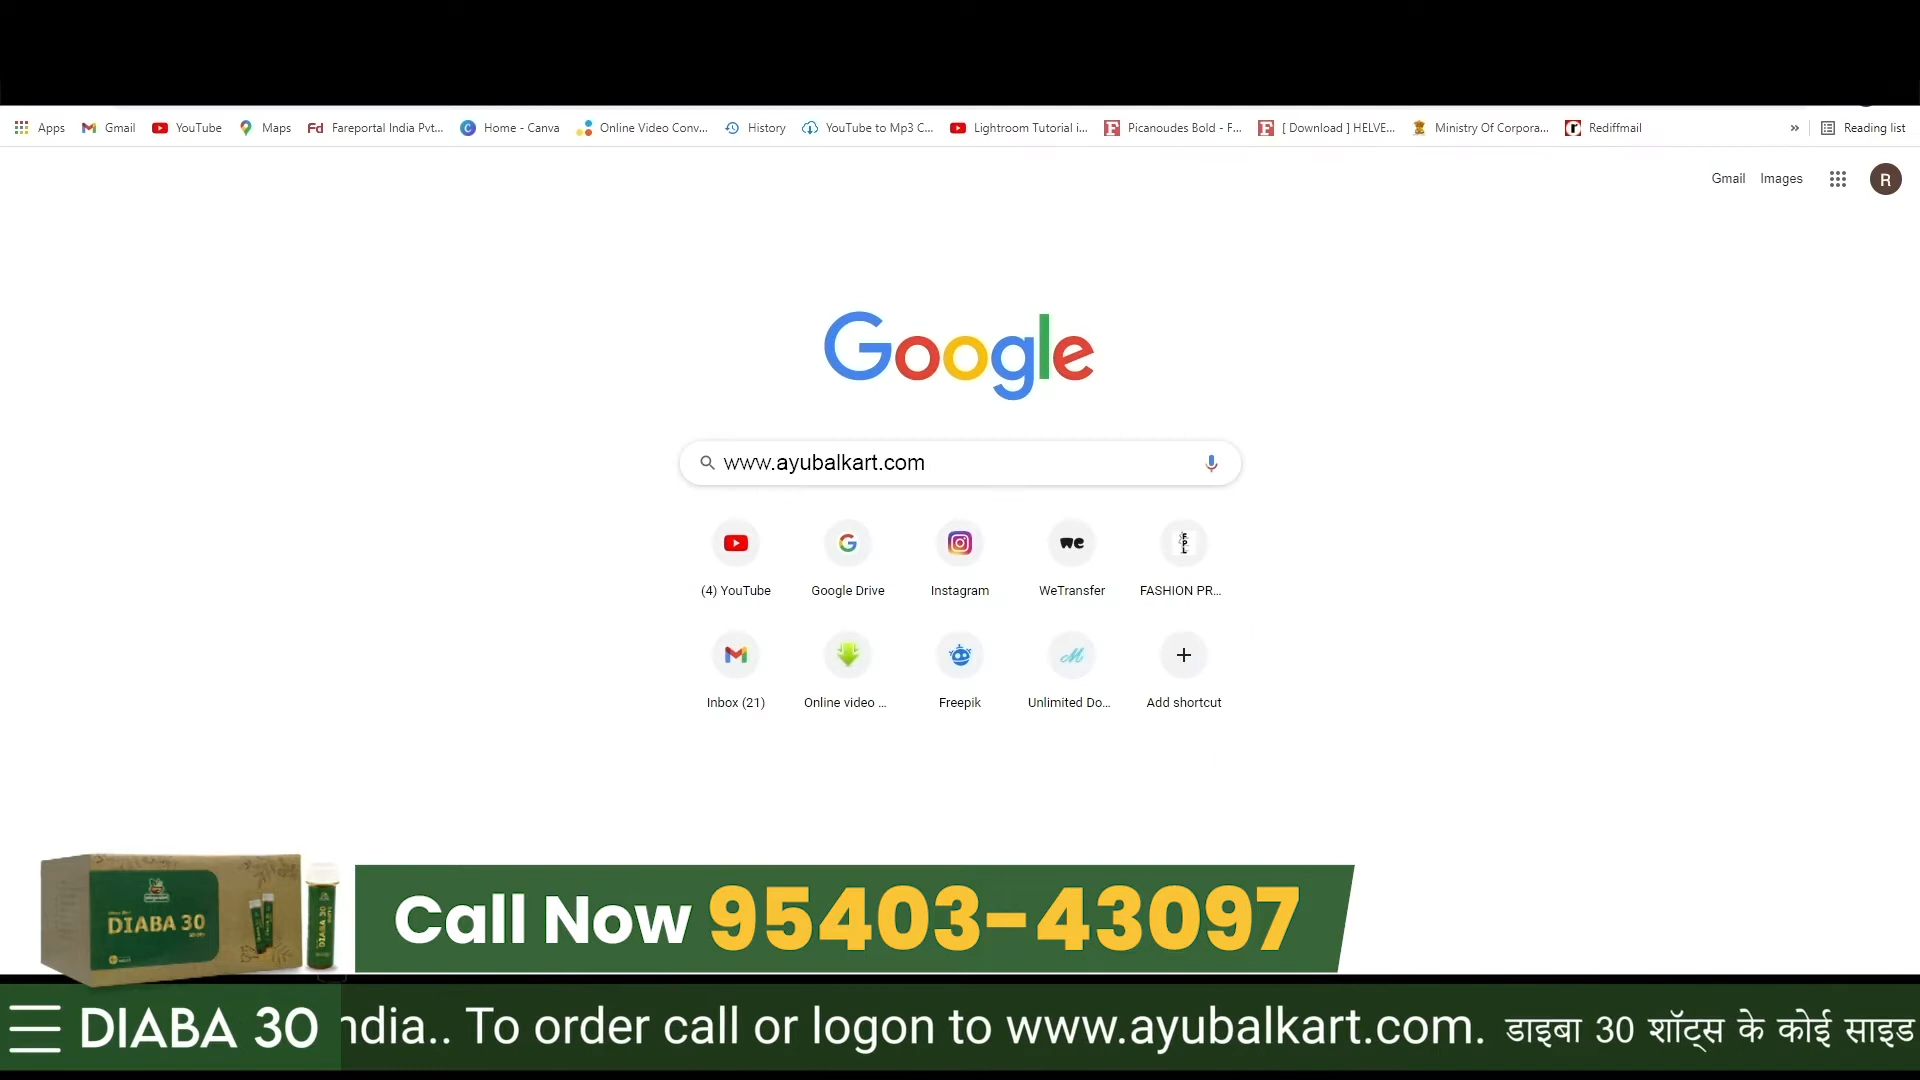 Apps Gmail YouTube Maps Fareportal India Pvt... Home - Canva Online Video Conv... History YouTube to Mp3 C... Lightroom Tutorial i... Picanoudes Bold - F... [ Download ] HELVE... Ministry Of Corpora... Rediffmail » Reading list
Gmail Images R
Google
www.ayubalkart.com
(4) YouTube Google Drive Instagram WeTransfer FASHION PR...
Inbox (21) Online video ... Freepik Unlimited Do... Add shortcut
DIABA 30
DIABA 30
Call Now 95403-43097
DIABA 30 ndia.. To order call or logon to www.ayubalkart.com. डाइबा 30 शॉट्स के कोई साइड